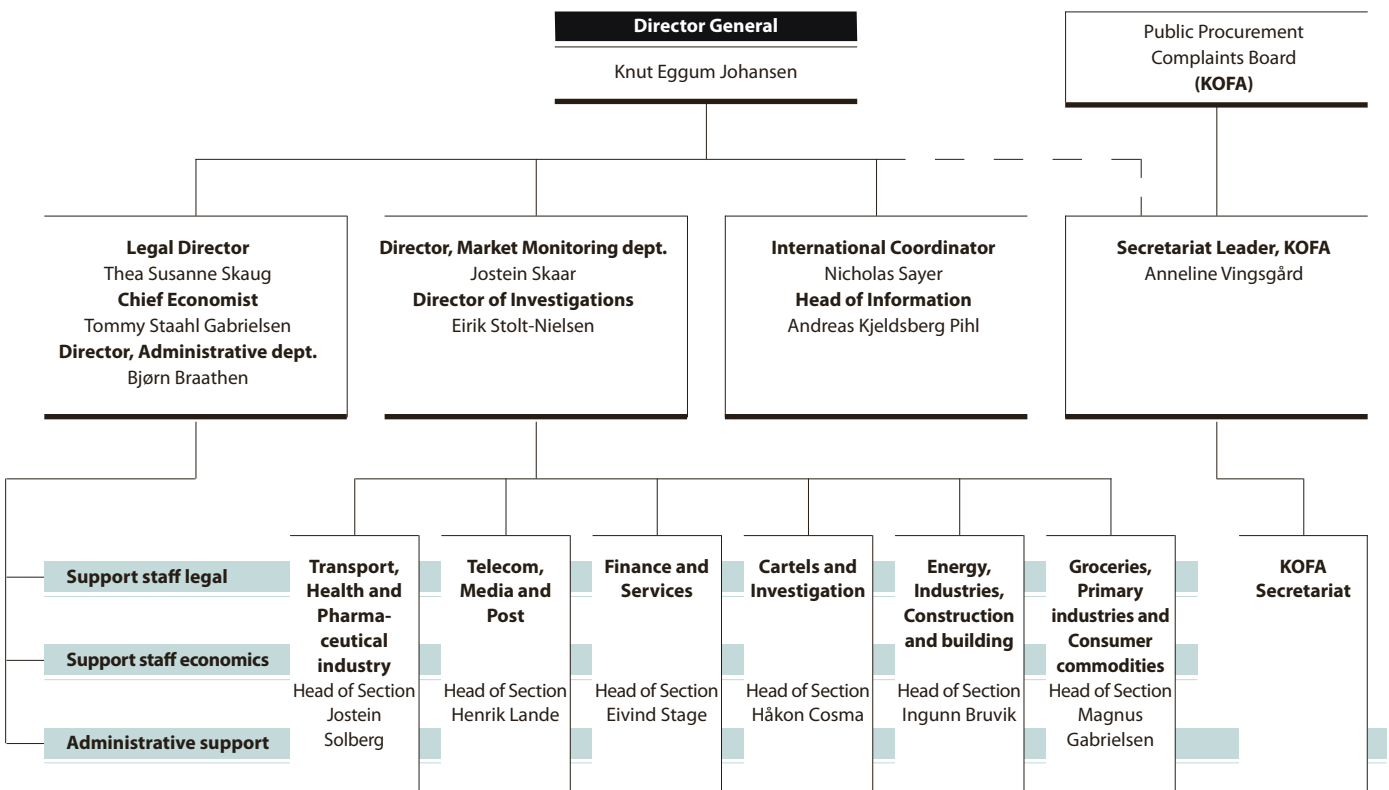 Director General
Knut Eggum Johansen
Public Procurement
Complaints Board
(KOFA)
Legal Director
Thea Susanne Skaug
Chief Economist
Tommy Staahl Gabrielsen
Director, Administrative dept.
Bjørn Braathen
Director, Market Monitoring dept.
Jostein Skaar
Director of Investigations
Eirik Stolt-Nielsen
International Coordinator
Nicholas Sayer
Head of Information
Andreas Kjeldsberg Pihl
Secretariat Leader, KOFA
Anneline Vingsgård
Support staff legal
Support staff economics
Administrative support
Transport,
Health and
Pharma-
ceutical
industry
Head of Section
Jostein
Solberg
Telecom,
Media and
Post
Head of Section
Henrik Lande
Finance and
Services
Head of Section
Eivind Stage
Cartels and
Investigation
Head of Section
Håkon Cosma
Energy,
Industries,
Construction
and building
Head of Section
Ingunn Bruvik
Groceries,
Primary
industries and
Consumer
commodities
Head of Section
Magnus
Gabrielsen
KOFA
Secretariat